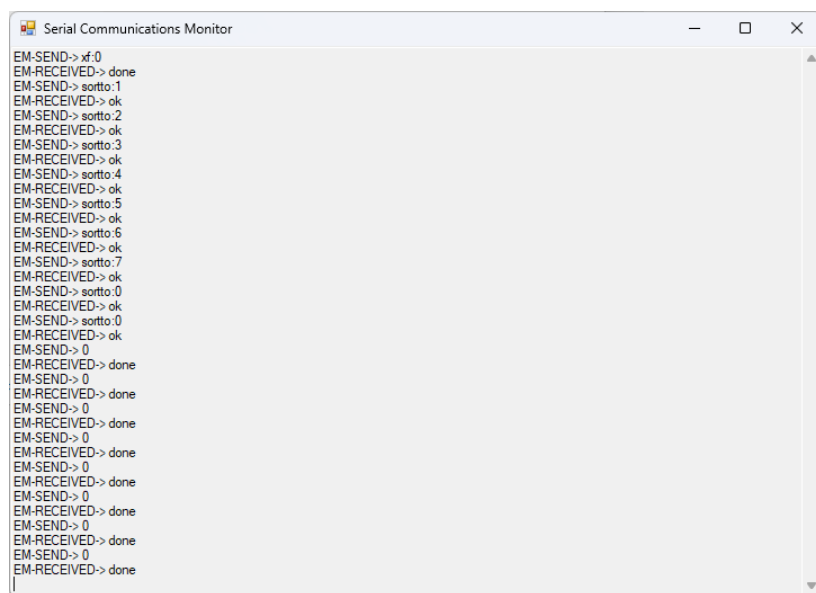 Serial Communications Monitor
EM-SEND-> xf:0
EM-RECEIVED-> done
EM-SEND-> sortto:1
EM-RECEIVED-> ok
EM-SEND-> sortto:2
EM-RECEIVED-> ok
EM-SEND-> sortto:3
EM-RECEIVED-> ok
EM-SEND-> sortto:4
EM-RECEIVED-> ok
EM-SEND-> sortto:5
EM-RECEIVED-> ok
EM-SEND-> sortto:6
EM-RECEIVED-> ok
EM-SEND-> sortto:7
EM-RECEIVED-> ok
EM-SEND-> sortto:0
EM-RECEIVED-> ok
EM-SEND-> sortto:0
EM-RECEIVED-> ok
EM-SEND-> 0
EM-RECEIVED-> done
EM-SEND-> 0
EM-RECEIVED-> done
EM-SEND-> 0
EM-RECEIVED-> done
EM-SEND-> 0
EM-RECEIVED-> done
EM-SEND-> 0
EM-RECEIVED-> done
EM-SEND-> 0
EM-RECEIVED-> done
EM-SEND-> 0
EM-RECEIVED-> done
EM-SEND-> 0
EM-RECEIVED-> done